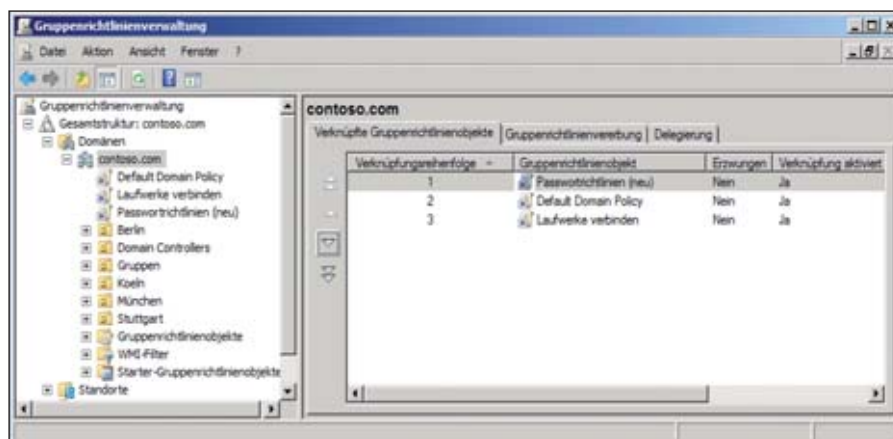 Gruppenrichtlinienverwaltung
Datei Aktion Ansicht Fenster ?
Gruppenrichtlinienverwaltung
Gesamtstruktur: contoso.com
Domänen
contoso.com
Default Domain Policy
Laufwerke verbinden
Passwortrichtlinien (neu)
Berlin
Domain Controllers
Gruppen
Koeln
München
Stuttgart
Gruppenrichtlinienobjekte
WMI-Filter
Starter-Gruppenrichtlinienobjekte
Standorte
contoso.com
Verknüpfte Gruppenrichtlinienobjekte Gruppenrichtlinienvererbung Delegierung
Verknüpfungsreihenfolge Gruppenrichtlinienobjekt Erzwungen Verknüpfung aktiviert
1 Passwortrichtlinien (neu) Nein Ja
2 Default Domain Policy Nein Ja
3 Laufwerke verbinden Nein Ja